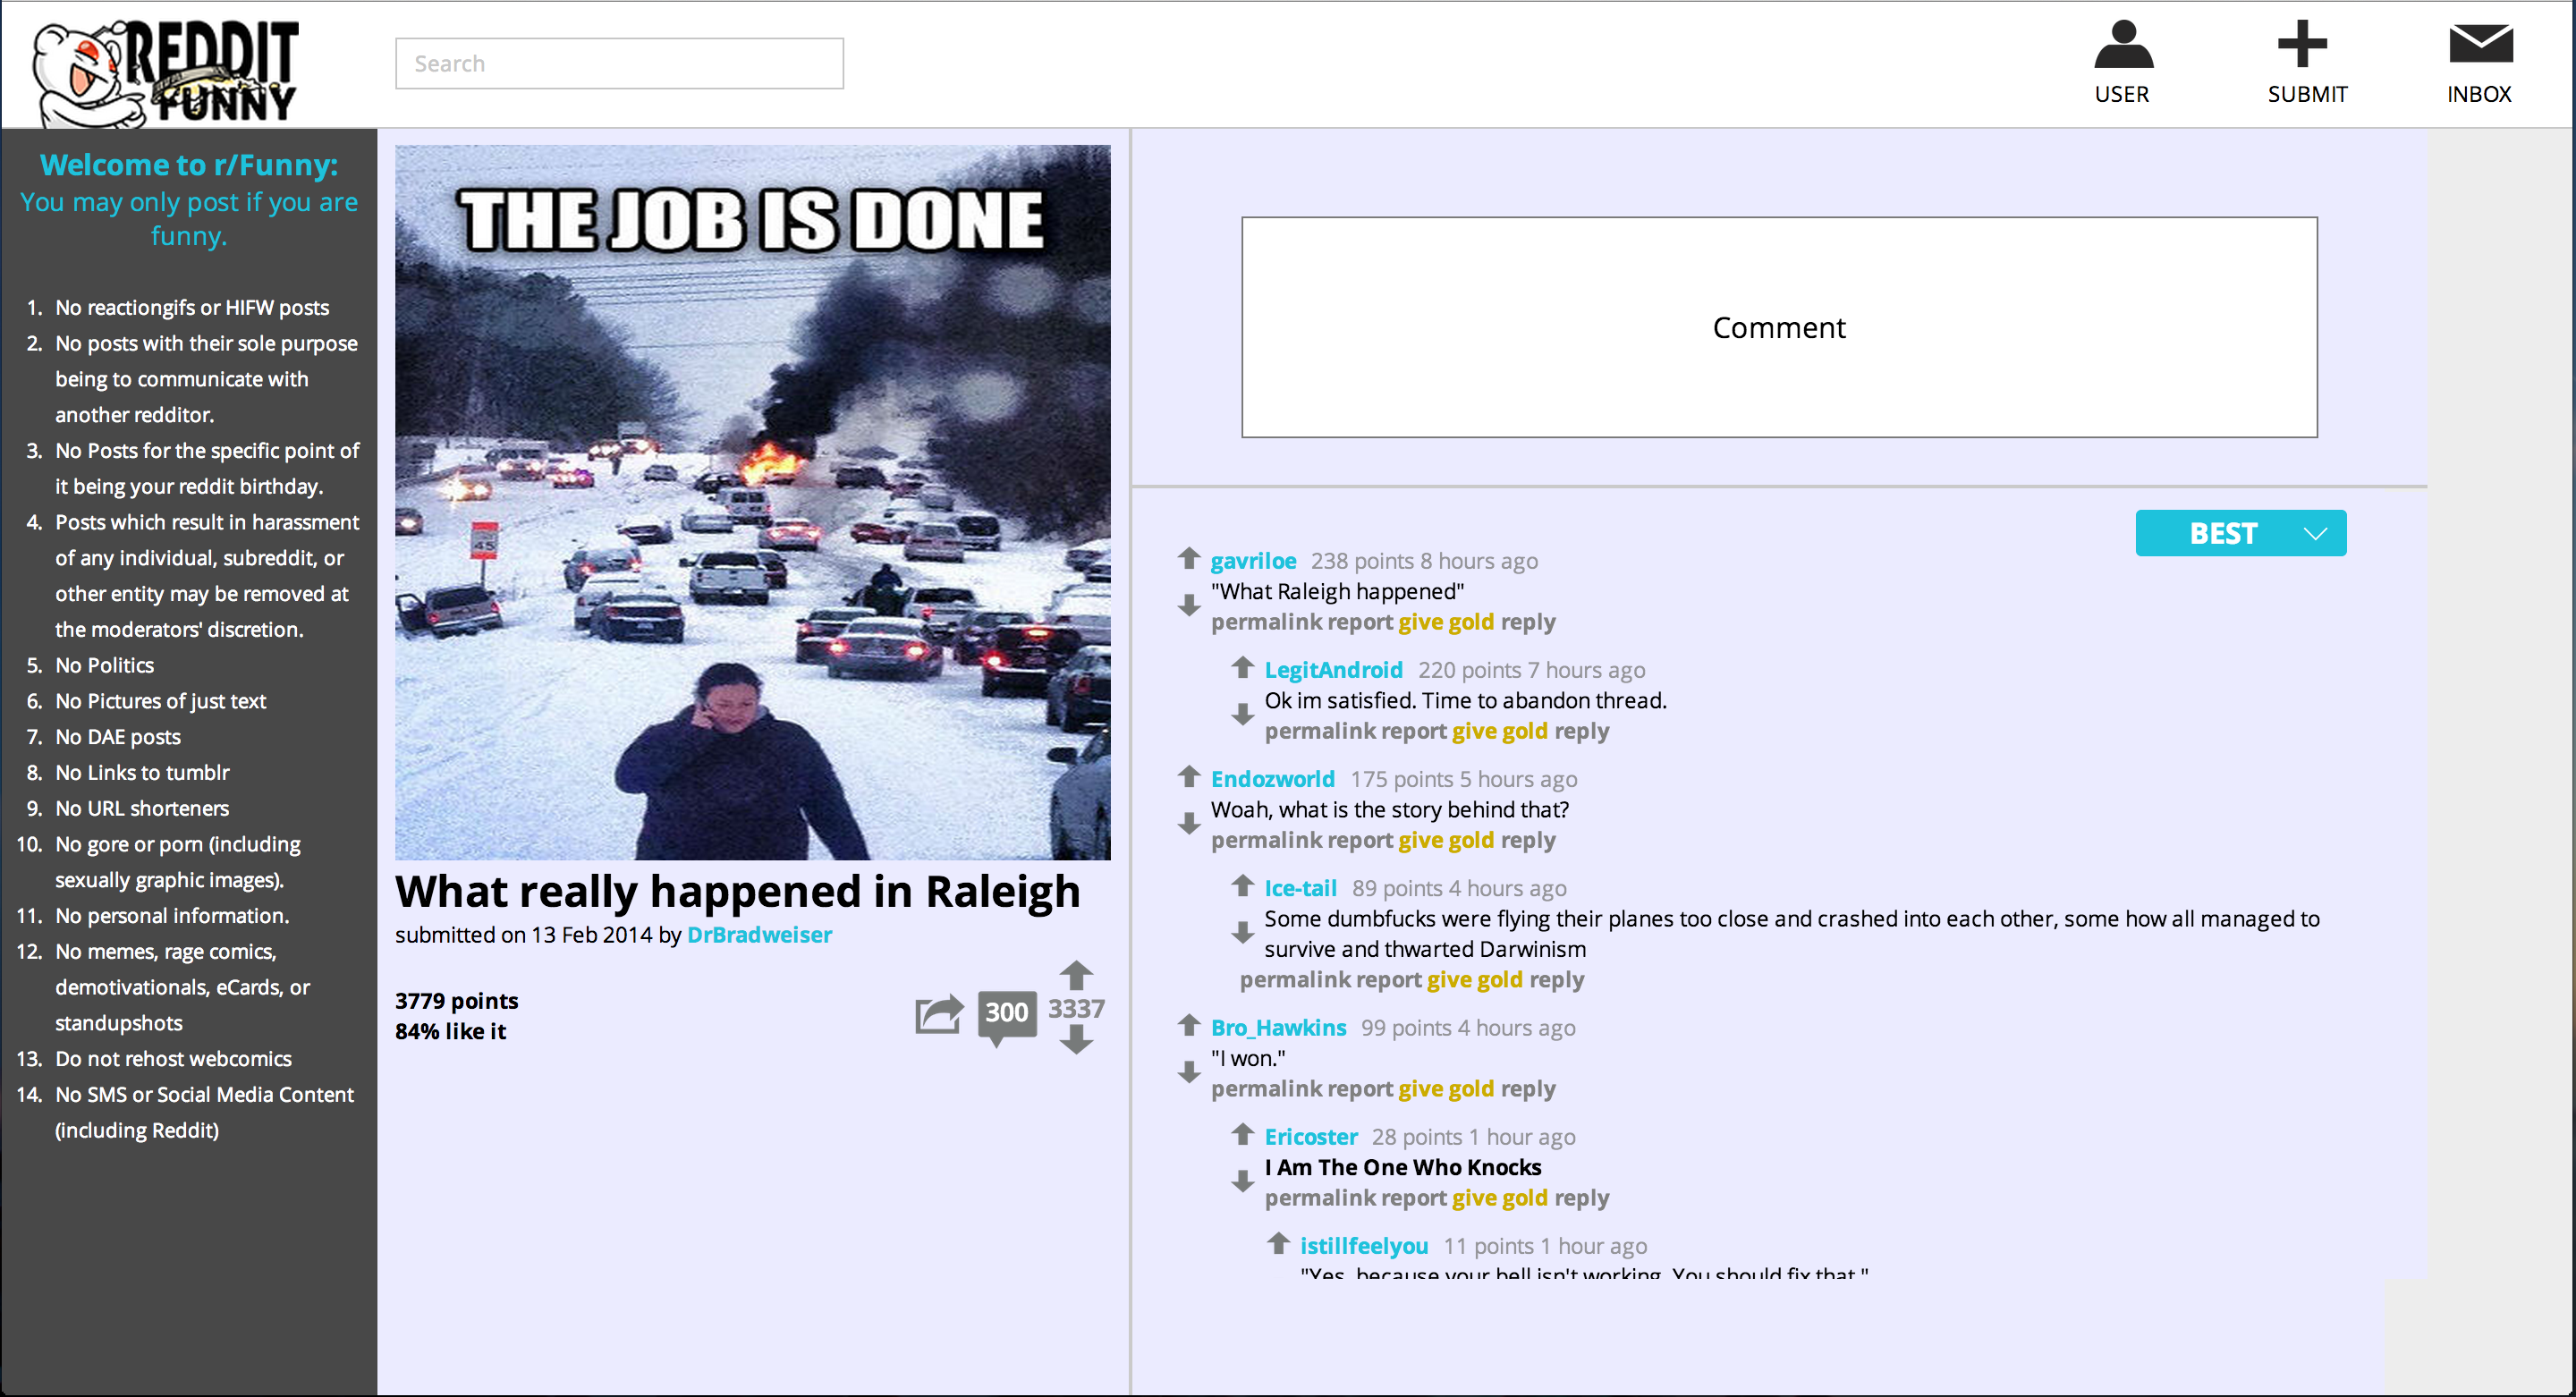 REDDIT
FUNNY
Search
USER
SUBMIT
INBOX
Welcome to r/Funny:
You may only post if you are
funny.
1. No reactiongifs or HIFW posts
2. No posts with their sole purpose
being to communicate with
another redditor.
3. No Posts for the specific point of
it being your reddit birthday.
4. Posts which result in harassment
of any individual, subreddit, or
other entity may be removed at
the moderators' discretion.
5. No Politics
6. No Pictures of just text
7. No DAE posts
8. No Links to tumblr
9. No URL shorteners
10. No gore or porn (including
sexually graphic images).
11. No personal information.
12. No memes, rage comics,
demotivationals, eCards, or
standupshots
13. Do not rehost webcomics
14. No SMS or Social Media Content
(including Reddit)
THE JOB IS DONE
45
What really happened in Raleigh
submitted on 13 Feb 2014 by DrBradweiser
3779 points
84% like it
300
3337
Comment
BEST
gavriloe 238 points 8 hours ago
"What Raleigh happened"
permalink report give gold reply
LegitAndroid 220 points 7 hours ago
Ok im satisfied. Time to abandon thread.
permalink report give gold reply
Endozworld 175 points 5 hours ago
Woah, what is the story behind that?
permalink report give gold reply
Ice-tail 89 points 4 hours ago
Some dumbfucks were flying their planes too close and crashed into each other, some how all managed to
survive and thwarted Darwinism
permalink report give gold reply
Bro_Hawkins 99 points 4 hours ago
"I won."
permalink report give gold reply
Ericoster 28 points 1 hour ago
I Am The One Who Knocks
permalink report give gold reply
istillfeelyou 11 points 1 hour ago
"Yes, because your bell isn't working. You should fix that."